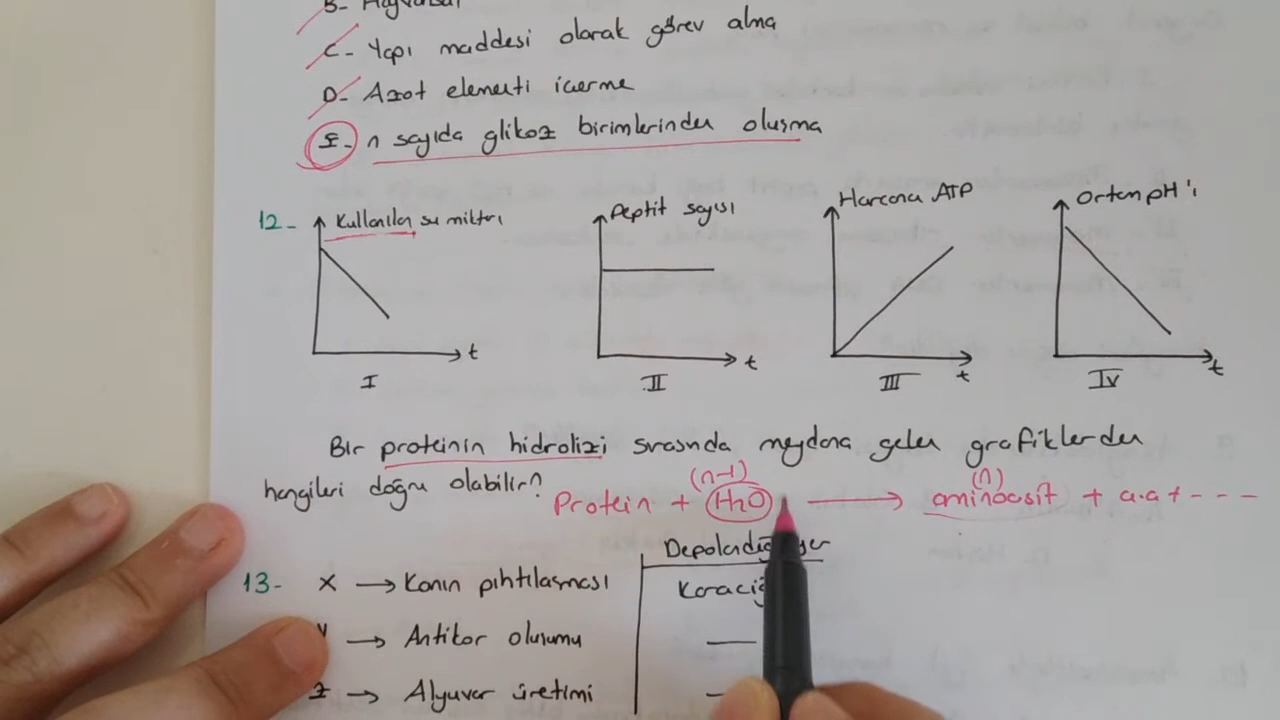 B- Hayvansal
C- Yapı maddesi olarak görev alma
D- Azot elementi içerme
E- n sayıda glikoz birimlerinden oluşma
12-
Kullanılan su miktarı
t
I
Peptit sayısı
t
II
Harcanan ATP
t
III
Ortam pH'ı
t
IV
Bir proteinin hidrolizi sırasında meydana gelen grafiklerden
hangileri doğru olabilir?
Protein + (n-1) H2O → (n) aminoasit + a.a + ---
13-
X → Kanın pıhtılaşması
Y → Antikor oluşumu
Z → Alyuvar üretimi